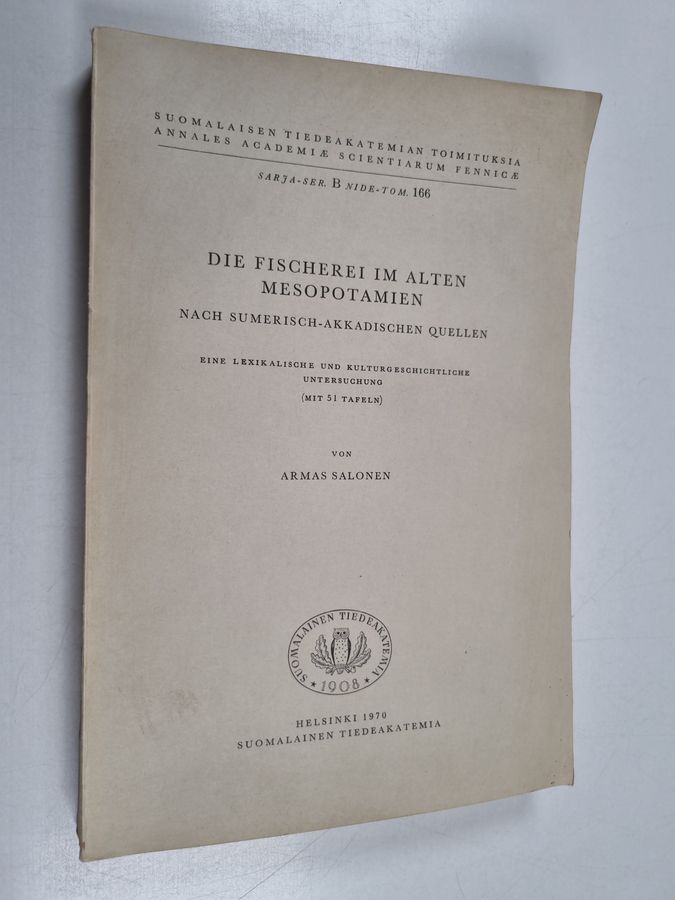 SUOMALAISEN TIEDEAKATEMIAN TOIMITUKSIA
ANNALES ACADEMIÆ SCIENTIARUM FENNICÆ
SARJA-SER. B NIDE-TOM. 166
DIE FISCHEREI IM ALTEN
MESOPOTAMIEN
NACH SUMERISCH-AKKADISCHEN QUELLEN
EINE LEXIKALISCHE UND KULTURGESCHICHTLICHE
UNTERSUCHUNG
(MIT 51 TAFELN)
VON
ARMAS SALONEN
SUOMALAINEN TIEDEAKATEMIA
★ 1908 ★
HELSINKI 1970
SUOMALAINEN TIEDEAKATEMIA